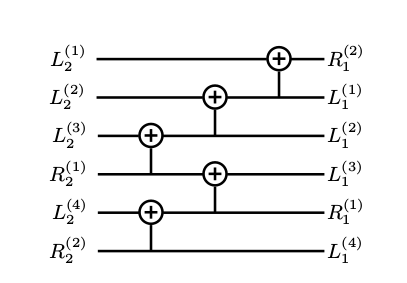 L_2^{(1)} R_1^{(2)}
L_2^{(2)} L_1^{(1)}
L_2^{(3)} L_1^{(2)}
R_2^{(1)} L_1^{(3)}
L_2^{(4)} R_1^{(1)}
R_2^{(2)} L_1^{(4)}